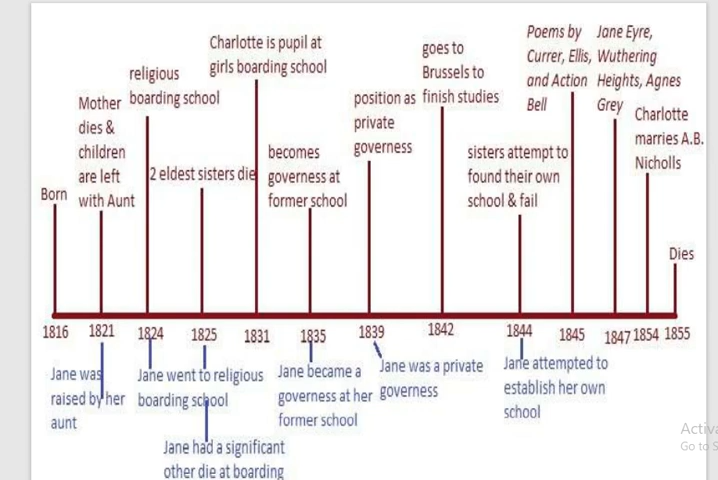 Born
Mother
dies &
children
are left
with Aunt
religious
boarding school
2 eldest sisters die
Charlotte is pupil at
girls boarding school
becomes
governess at
former school
position as
private
governess
goes to
Brussels to
finish studies
sisters attempt to
found their own
school & fail
Poems by
Currer, Ellis,
and Action
Bell
Jane Eyre,
Wuthering
Heights, Agnes
Grey
Charlotte
marries A.B.
Nicholls
Dies
1816 1821 1824 1825 1831 1835 1839 1842 1844 1845 1847 1854 1855
Jane was
raised by her
aunt
Jane went to religious
boarding school
Jane had a significant
other die at boarding
Jane became a
governess at her
former school
Jane was a private
governess
Jane attempted to
establish her own
school
Go to